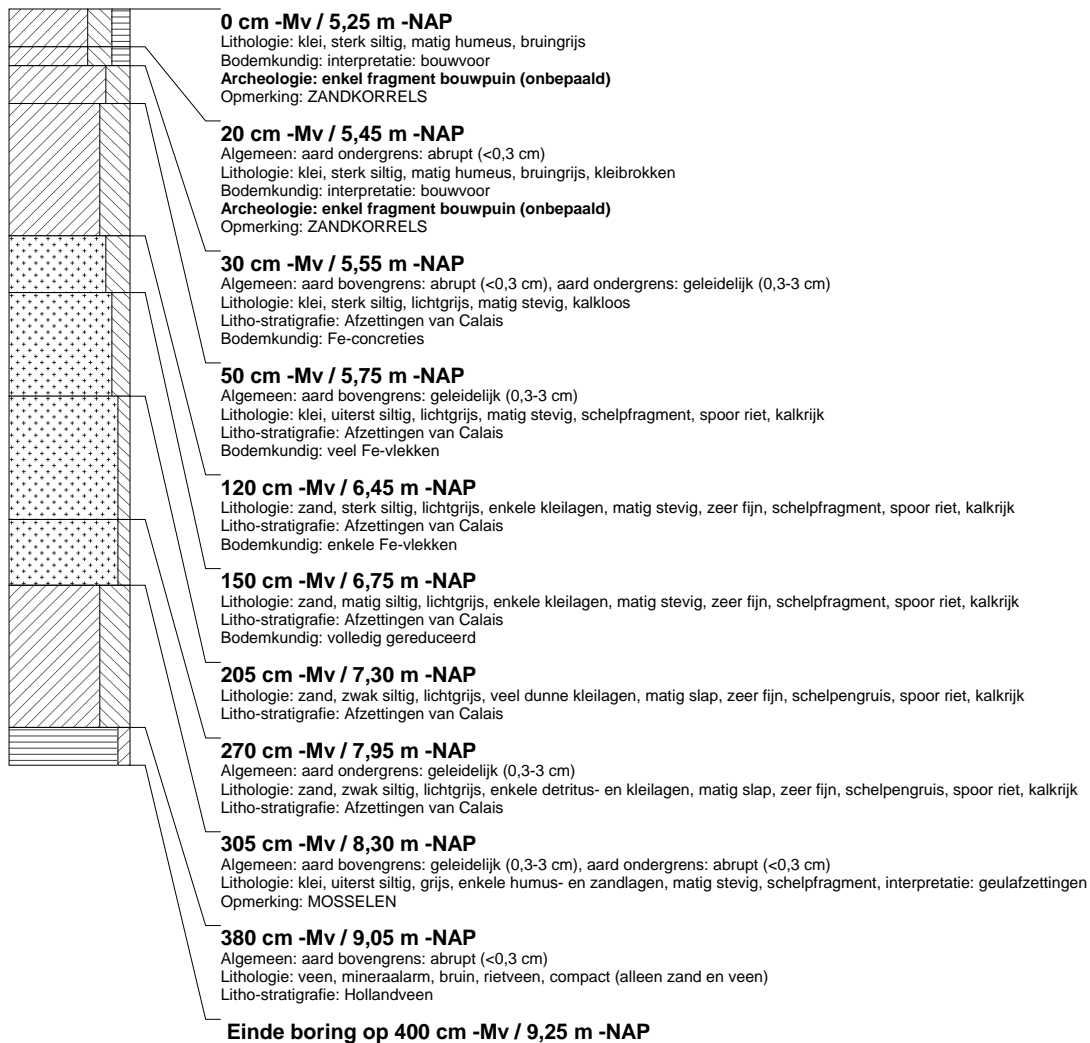 0 cm -Mv / 5,25 m -NAP
Lithologie: klei, sterk siltig, matig humeus, bruingrijs
Bodemkundig: interpretatie: bouwvoor
Archeologie: enkel fragment bouwpuin (onbepaald)
Opmerking: ZANDKORRELS
20 cm -Mv / 5,45 m -NAP
Algemeen: aard ondergrens: abrupt (<0,3 cm)
Lithologie: klei, sterk siltig, matig humeus, bruingrijs, kleibrokken
Bodemkundig: interpretatie: bouwvoor
Archeologie: enkel fragment bouwpuin (onbepaald)
Opmerking: ZANDKORRELS
30 cm -Mv / 5,55 m -NAP
Algemeen: aard bovengrens: abrupt (<0,3 cm), aard ondergrens: geleidelijk (0,3-3 cm)
Lithologie: klei, sterk siltig, lichtgrijs, matig stevig, kalkloos
Litho-stratigrafie: Afzettingen van Calais
Bodemkundig: Fe-concreties
50 cm -Mv / 5,75 m -NAP
Algemeen: aard bovengrens: geleidelijk (0,3-3 cm)
Lithologie: klei, uiterst siltig, lichtgrijs, matig stevig, schelpfragment, spoor riet, kalkrijk
Litho-stratigrafie: Afzettingen van Calais
Bodemkundig: veel Fe-vlekken
120 cm -Mv / 6,45 m -NAP
Lithologie: zand, sterk siltig, lichtgrijs, enkele kleilagen, matig stevig, zeer fijn, schelpfragment, spoor riet, kalkrijk
Litho-stratigrafie: Afzettingen van Calais
Bodemkundig: enkele Fe-vlekken
150 cm -Mv / 6,75 m -NAP
Lithologie: zand, matig siltig, lichtgrijs, enkele kleilagen, matig stevig, zeer fijn, schelpfragment, spoor riet, kalkrijk
Litho-stratigrafie: Afzettingen van Calais
Bodemkundig: volledig gereduceerd
205 cm -Mv / 7,30 m -NAP
Lithologie: zand, zwak siltig, lichtgrijs, veel dunne kleilagen, matig slap, zeer fijn, schelpengruis, spoor riet, kalkrijk
Litho-stratigrafie: Afzettingen van Calais
270 cm -Mv / 7,95 m -NAP
Algemeen: aard ondergrens: geleidelijk (0,3-3 cm)
Lithologie: zand, zwak siltig, lichtgrijs, enkele detritus- en kleilagen, matig slap, zeer fijn, schelpengruis, spoor riet, kalkrijk
Litho-stratigrafie: Afzettingen van Calais
305 cm -Mv / 8,30 m -NAP
Algemeen: aard bovengrens: geleidelijk (0,3-3 cm), aard ondergrens: abrupt (<0,3 cm)
Lithologie: klei, uiterst siltig, grijs, enkele humus- en zandlagen, matig stevig, schelpfragment, interpretatie: geulafzettingen
Opmerking: MOSSELEN
380 cm -Mv / 9,05 m -NAP
Algemeen: aard bovengrens: abrupt (<0,3 cm)
Lithologie: veen, mineraalarm, bruin, rietveen, compact (alleen zand en veen)
Litho-stratigrafie: Hollandveen
Einde boring op 400 cm -Mv / 9,25 m -NAP